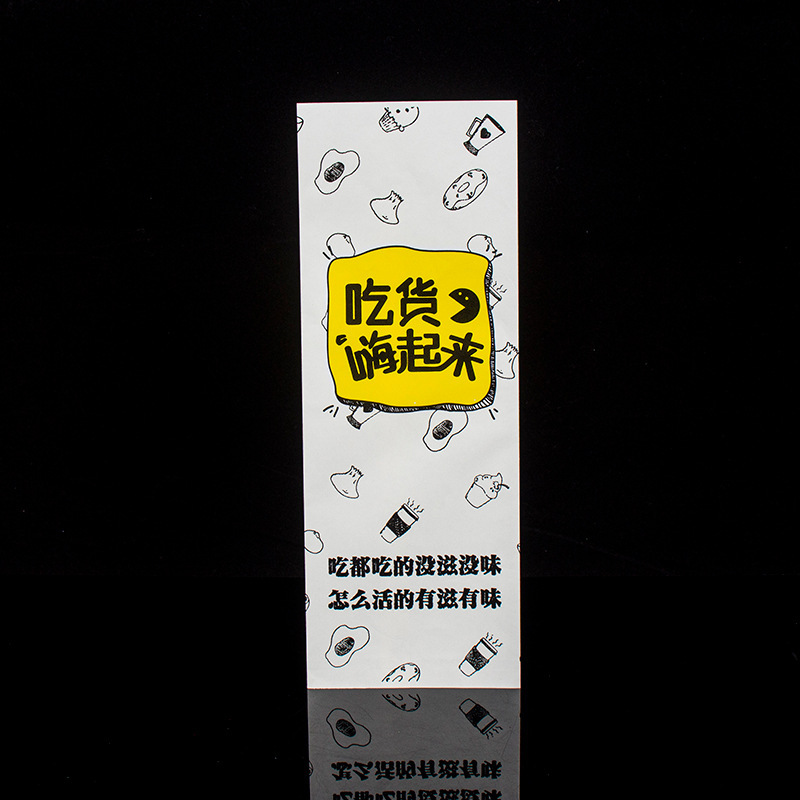 吃货
嗨起来
吃都吃的没滋没味
怎么活的有滋有味